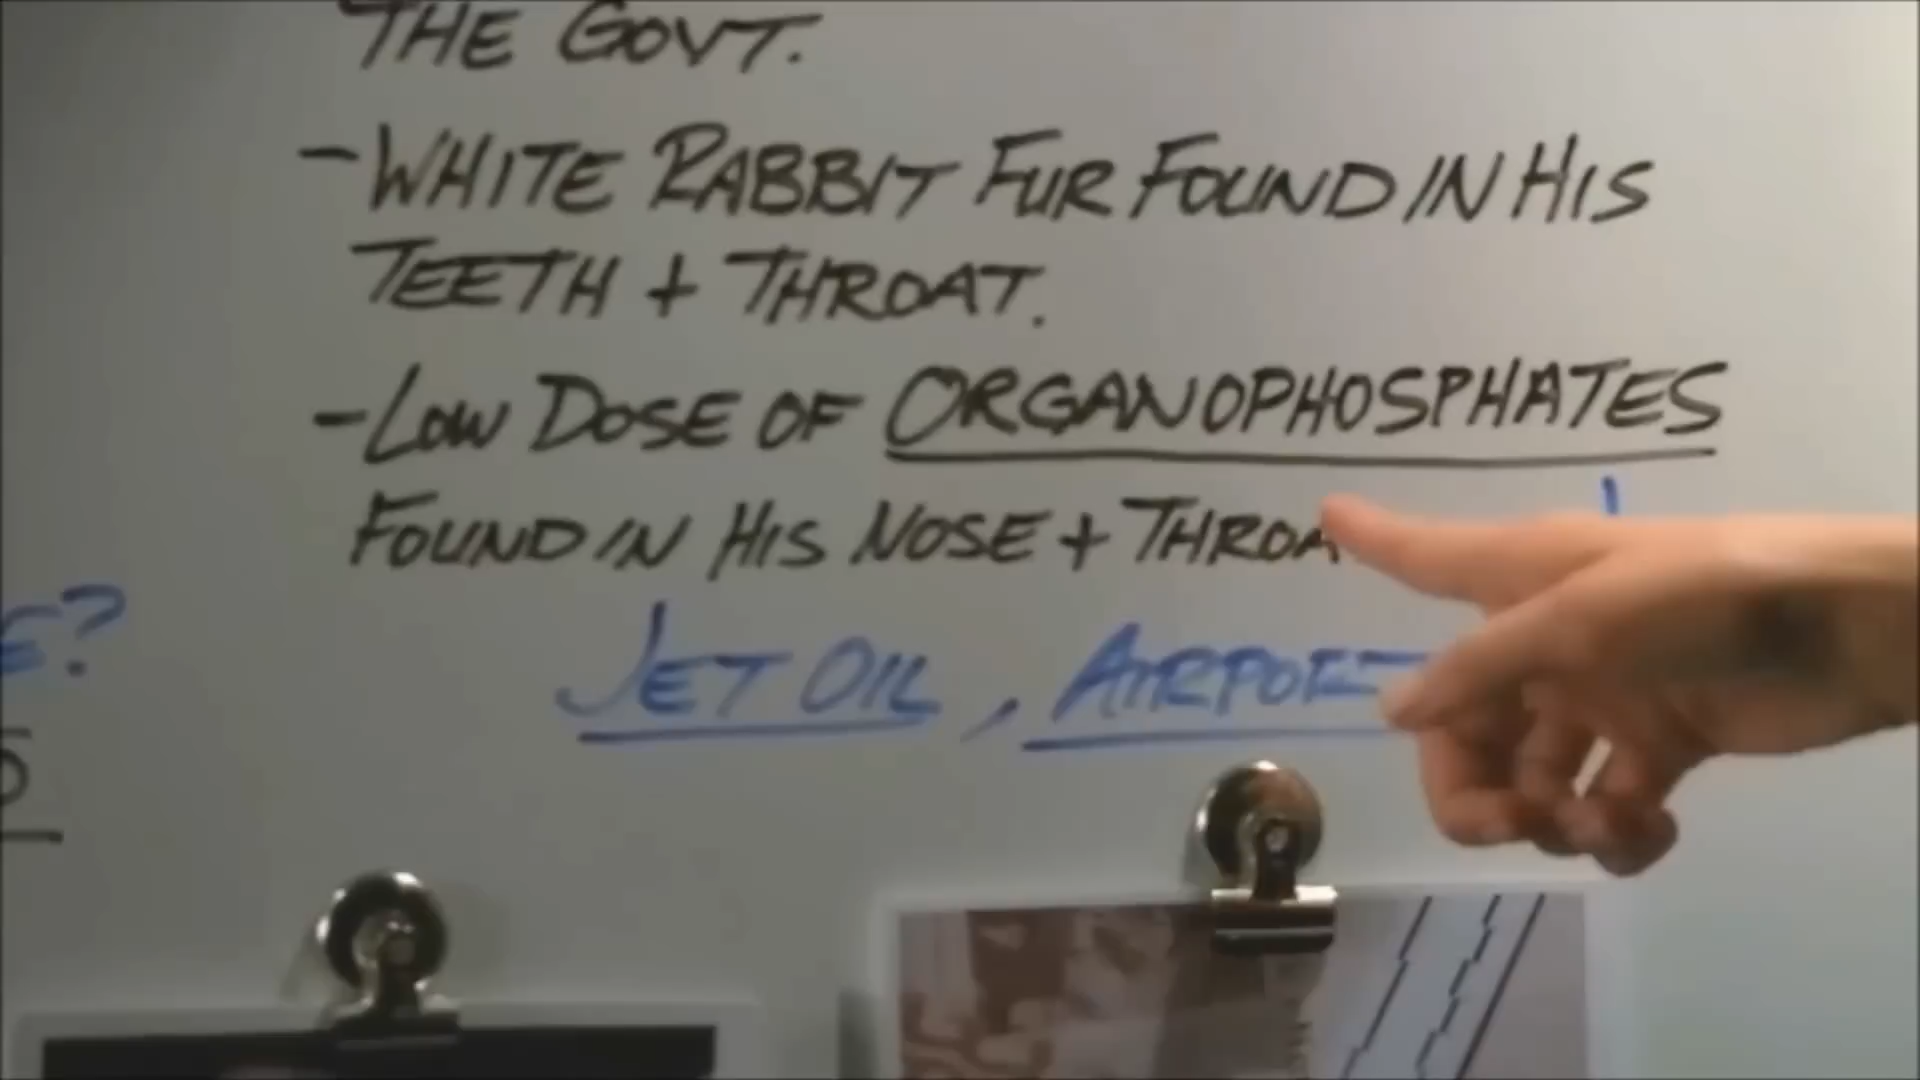 THE GOVT.
- WHITE RABBIT FUR FOUND IN HIS
TEETH + THROAT.
- LOW DOSE OF ORGANOPHOSPHATES
FOUND IN HIS NOSE + THROA
E?
JET OIL, AIRPORT